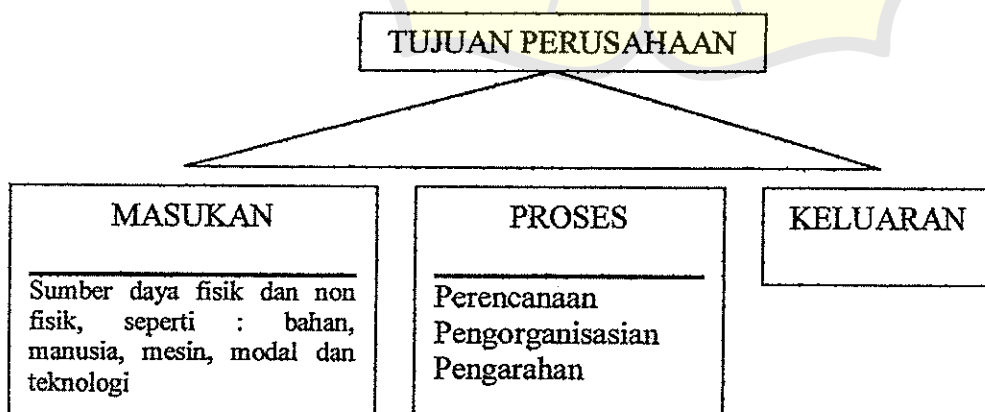 TUJUAN PERUSAHAAN
MASUKAN
Sumber daya fisik dan non
fisik, seperti : bahan,
manusia, mesin, modal dan
teknologi
PROSES
Perencanaan
Pengorganisasian
Pengarahan
KELUARAN